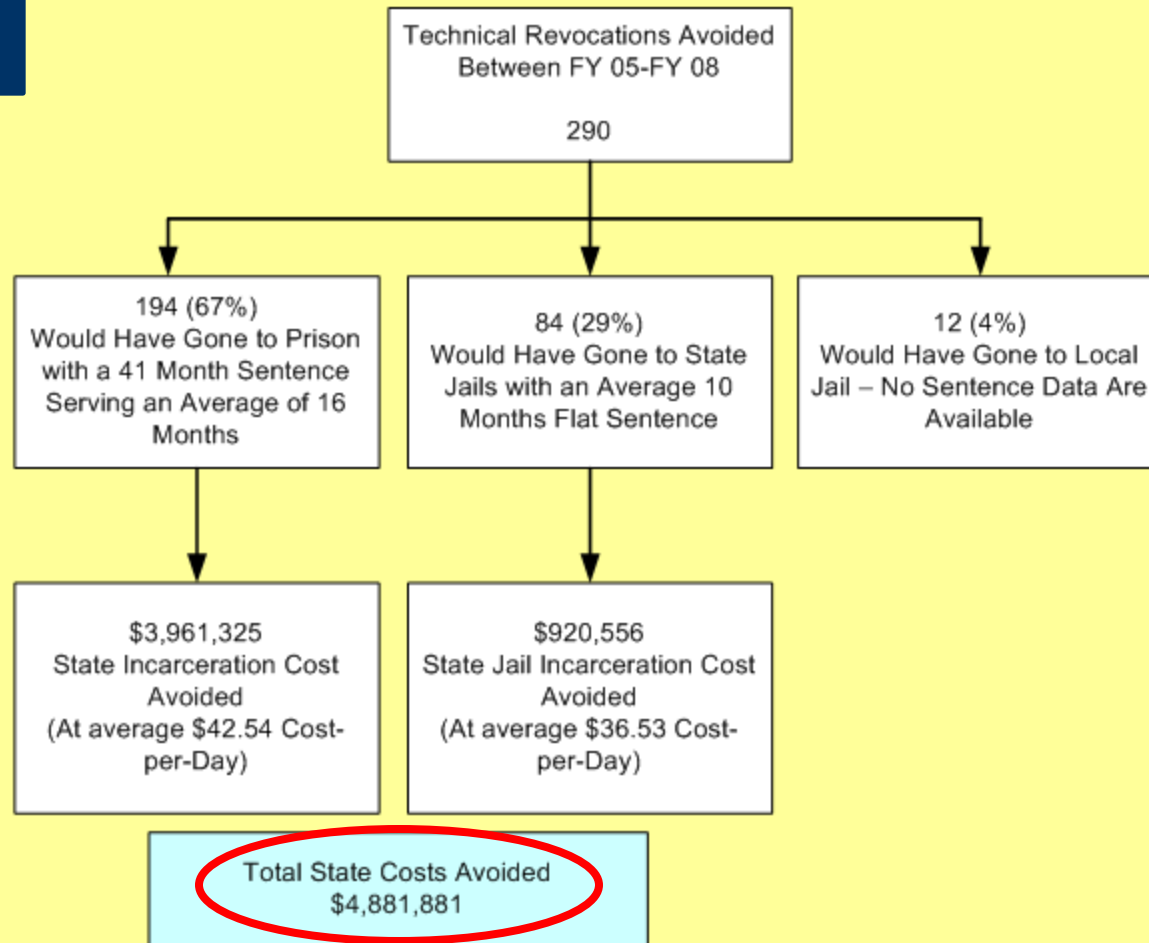 Technical Revocations Avoided
Between FY 05-FY 08
290
194 (67%)
Would Have Gone to Prison
with a 41 Month Sentence
Serving an Average of 16
Months
84 (29%)
Would Have Gone to State
Jails with an Average 10
Months Flat Sentence
12 (4%)
Would Have Gone to Local
Jail – No Sentence Data Are
Available
$3,961,325
State Incarceration Cost
Avoided
(At average $42.54 Cost-
per-Day)
$920,556
State Jail Incarceration Cost
Avoided
(At average $36.53 Cost-
per-Day)
Total State Costs Avoided
$4,881,881